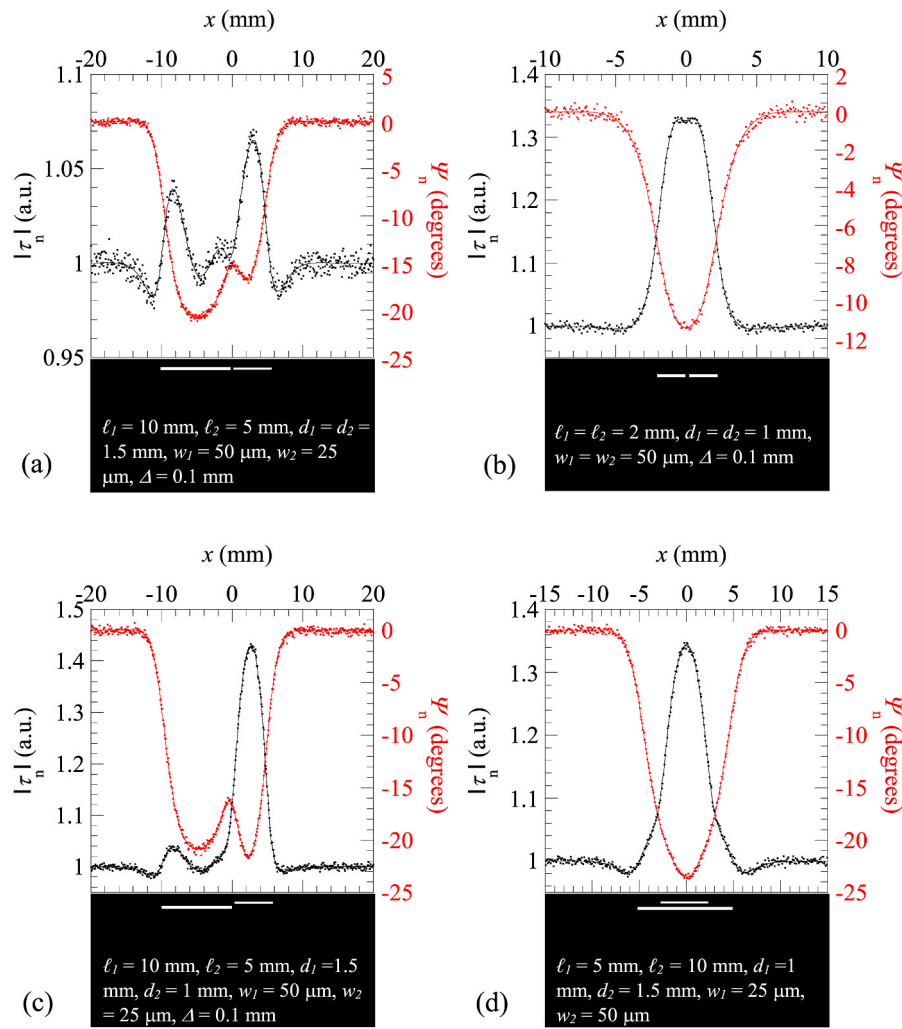 x (mm)
-20 -10 0 10 20
1.1
1.05
1
0.95
|τn| (a.u.)
5
0
-5
-10
-15
-20
-25
Ψn (degrees)
ℓ1 = 10 mm, ℓ2 = 5 mm, d1 = d2 =
1.5 mm, w1 = 50 μm, w2 = 25
μm, Δ = 0.1 mm
(a)
x (mm)
-10 -5 0 5 10
1.4
1.3
1.2
1.1
1
|τn| (a.u.)
2
0
-2
-4
-6
-8
-10
-12
Ψn (degrees)
ℓ1 = ℓ2 = 2 mm, d1 = d2 = 1 mm,
w1 = w2 = 50 μm, Δ = 0.1 mm
(b)
x (mm)
-20 -10 0 10 20
1.5
1.4
1.3
1.2
1.1
1
|τn| (a.u.)
0
-5
-10
-15
-20
-25
Ψn (degrees)
ℓ1 = 10 mm, ℓ2 = 5 mm, d1 =1.5
mm, d2 = 1 mm, w1 = 50 μm, w2
= 25 μm, Δ = 0.1 mm
(c)
x (mm)
-15 -10 -5 0 5 10 15
1.4
1.3
1.2
1.1
1
|τn| (a.u.)
0
-5
-10
-15
-20
-25
Ψn (degrees)
ℓ1 = 5 mm, ℓ2 = 10 mm, d1 =1
mm, d2 = 1.5 mm, w1 = 25 μm,
w2 = 50 μm
(d)